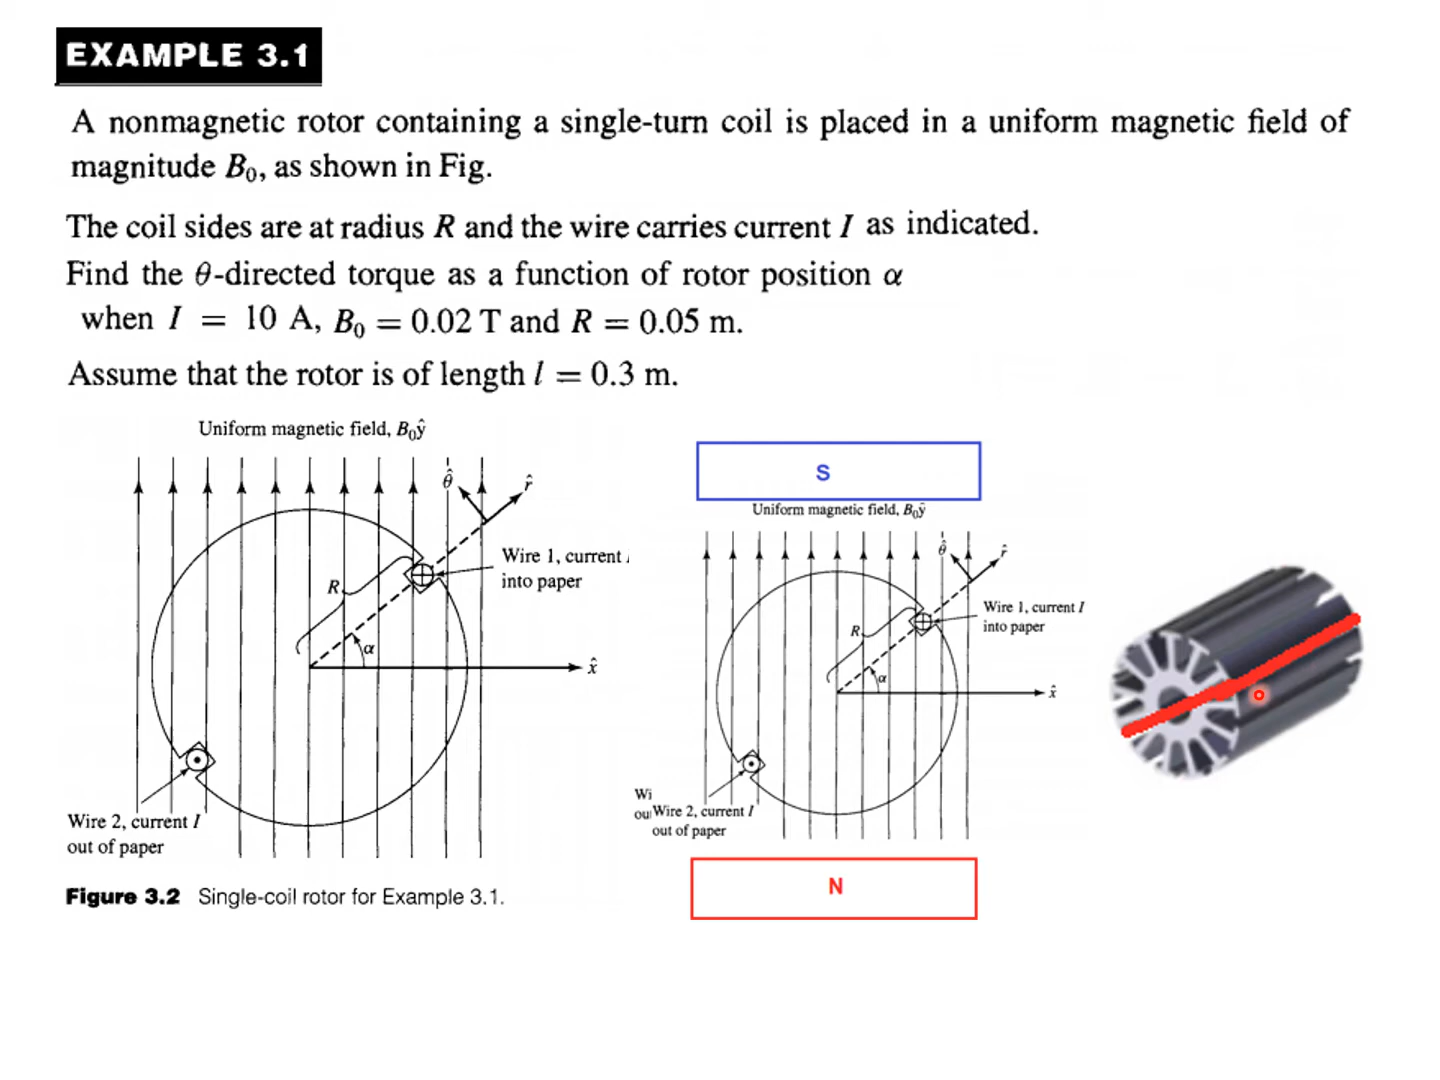 EXAMPLE 3.1
A nonmagnetic rotor containing a single-turn coil is placed in a uniform magnetic field of
magnitude B₀, as shown in Fig.
The coil sides are at radius R and the wire carries current I as indicated.
Find the θ-directed torque as a function of rotor position α
when I = 10 A, B₀ = 0.02 T and R = 0.05 m.
Assume that the rotor is of length l = 0.3 m.
Uniform magnetic field, B₀ŷ
θ̂
r̂
Wire 1, current
into paper
R
α
x̂
Wire 2, current I
out of paper
Figure 3.2 Single-coil rotor for Example 3.1.
S
Uniform magnetic field, B₀ŷ
θ̂
r̂
Wire 1, current I
into paper
R
α
x̂
Wi
ou
Wire 2, current I
out of paper
N